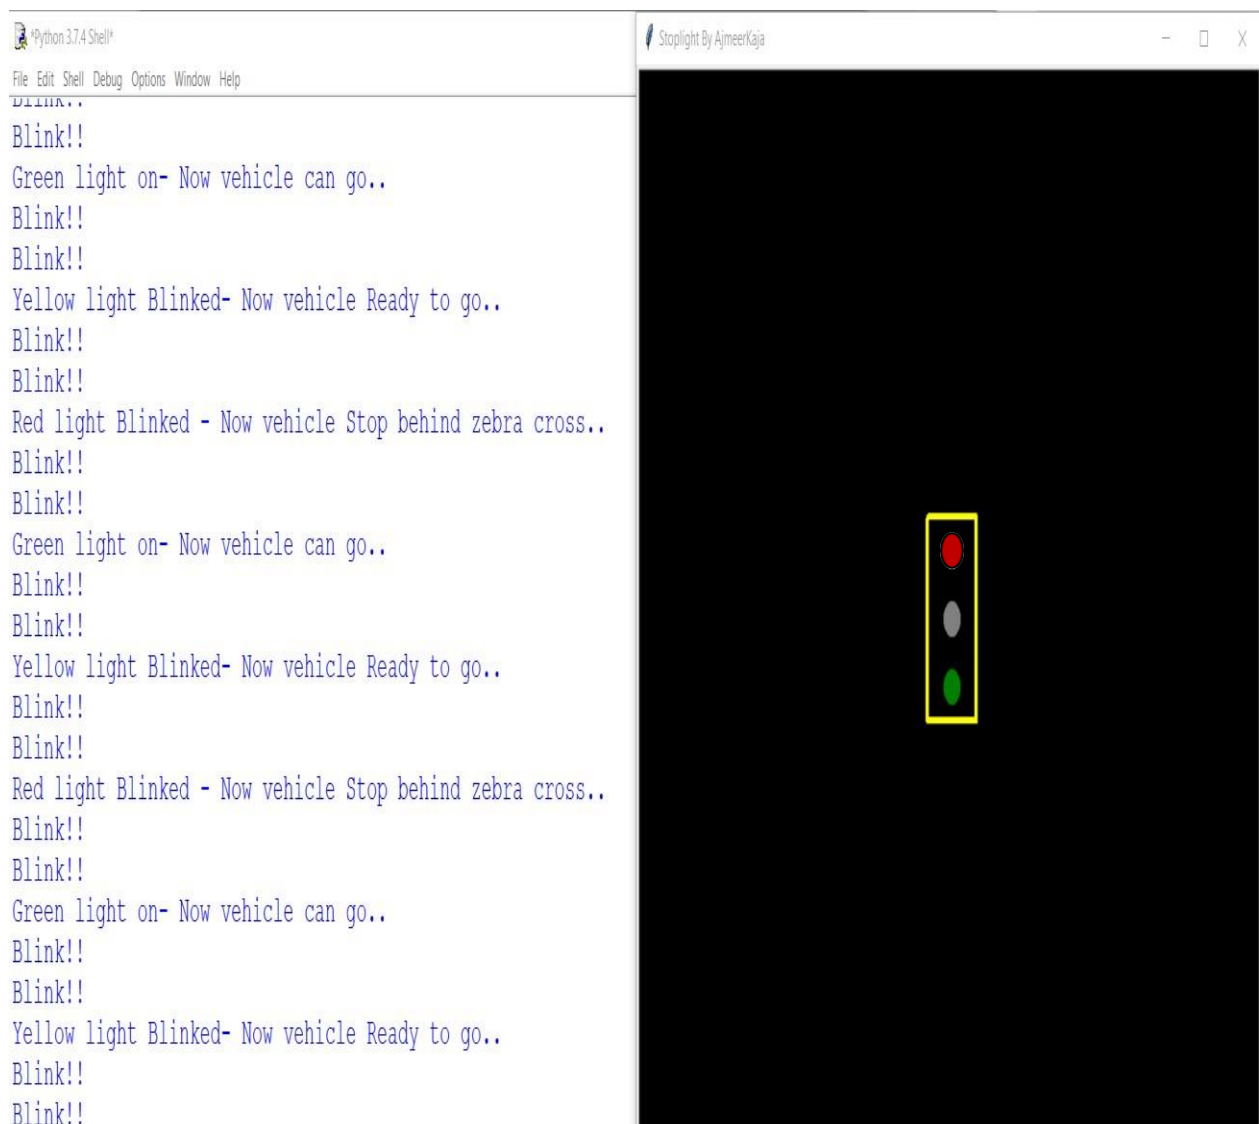 *Python 3.7.4 Shell*
File Edit Shell Debug Options Window Help
Blink!!
Blink!!
Green light on- Now vehicle can go..
Blink!!
Blink!!
Yellow light Blinked- Now vehicle Ready to go..
Blink!!
Blink!!
Red light Blinked - Now vehicle Stop behind zebra cross..
Blink!!
Blink!!
Green light on- Now vehicle can go..
Blink!!
Blink!!
Yellow light Blinked- Now vehicle Ready to go..
Blink!!
Blink!!
Red light Blinked - Now vehicle Stop behind zebra cross..
Blink!!
Blink!!
Green light on- Now vehicle can go..
Blink!!
Blink!!
Yellow light Blinked- Now vehicle Ready to go..
Blink!!
Blink!!
Stoplight By AjmeerKaja